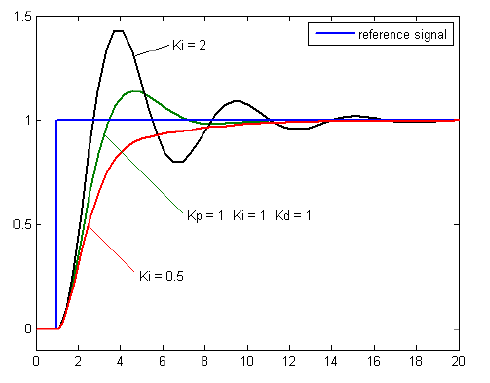 1.5
reference signal
Ki = 2
1
Kp = 1 Ki = 1 Kd = 1
0.5
Ki = 0.5
0
0 2 4 6 8 10 12 14 16 18 20